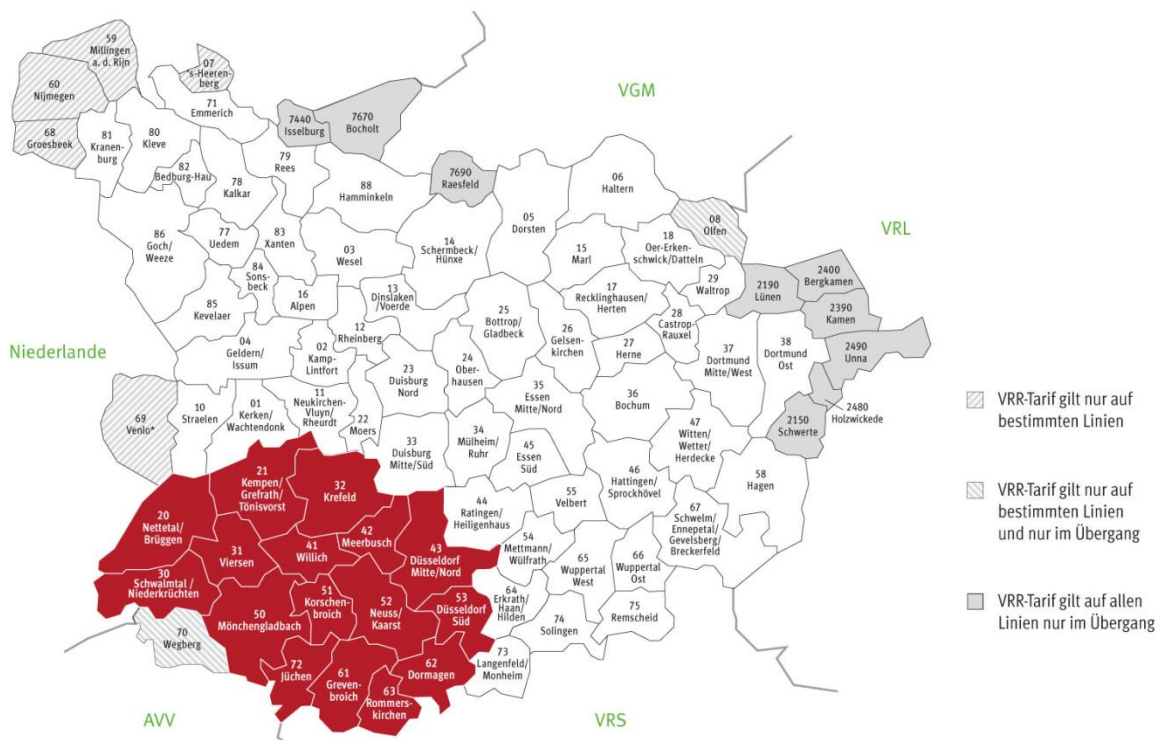 59
Millingen
a. d. Rijn
07
's-Heeren-
berg
VGM
60
Nijmegen
71
Emmerich
7440
Isselburg
7670
Bocholt
68
Groesbeek
81
Kranen-
burg
80
Kleve
82
Bedburg-Hau
79
Rees
7690
Raesfeld
06
Haltern
78
Kalkar
88
Hamminkeln
08
Olfen
VRL
05
Dorsten
86
Goch/
Weeze
77
Uedem
83
Xanten
03
Wesel
14
Schermbeck/
Hünxe
15
Marl
18
Oer-Erken-
schwick/Datteln
84
Sons-
beck
29
Waltrop
2400
Bergkamen
2190
Lünen
85
Kevelaer
16
Alpen
13
Dinslaken
/Voerde
17
Recklinghausen/
Herten
2390
Kamen
25
Bottrop/
Gladbeck
28
Castrop-
Rauxel
26
Gelsen-
kirchen
2490
Unna
Niederlande
04
Geldern/
Issum
02
Kamp-
Lintfort
12
Rheinberg
27
Herne
37
Dortmund
Mitte/West
38
Dortmund
Ost
24
Ober-
hausen
23
Duisburg
Nord
35
Essen
Mitte/Nord
36
Bochum
69
Venlo*
10
Straelen
01
Kerken/
Wachtendonk
11
Neukirchen-
Vluyn/
Rheurdt
22
Moers
2150
Schwerte
2480
Holzwickede
VRR-Tarif gilt nur auf
bestimmten Linien
33
Duisburg
Mitte/Süd
34
Mülheim/
Ruhr
45
Essen
Süd
47
Witten/
Wetter/
Herdecke
21
Kempen/
Grefrath/
Tönisvorst
32
Krefeld
46
Hattingen/
Sprockhövel
58
Hagen
44
Ratingen/
Heiligenhaus
55
Velbert
20
Nettetal/
Brüggen
42
Meerbusch
67
Schwelm/
Ennepetal/
Gevelsberg/
Breckerfeld
VRR-Tarif gilt nur auf
bestimmten Linien
und nur im Übergang
31
Viersen
41
Willich
43
Düsseldorf
Mitte/Nord
54
Mettmann/
Wülfrath
65
Wuppertal
West
66
Wuppertal
Ost
30
Schwalmtal/
Niederkrüchten
51
Korschen-
broich
52
Neuss/
Kaarst
53
Düsseldorf
Süd
64
Erkrath/
Haan/
Hilden
50
Mönchengladbach
74
Solingen
75
Remscheid
VRR-Tarif gilt auf allen
Linien nur im Übergang
70
Wegberg
72
Jüchen
61
Greven-
broich
62
Dormagen
73
Langenfeld/
Monheim
63
Rommers-
kirchen
AVV
VRS